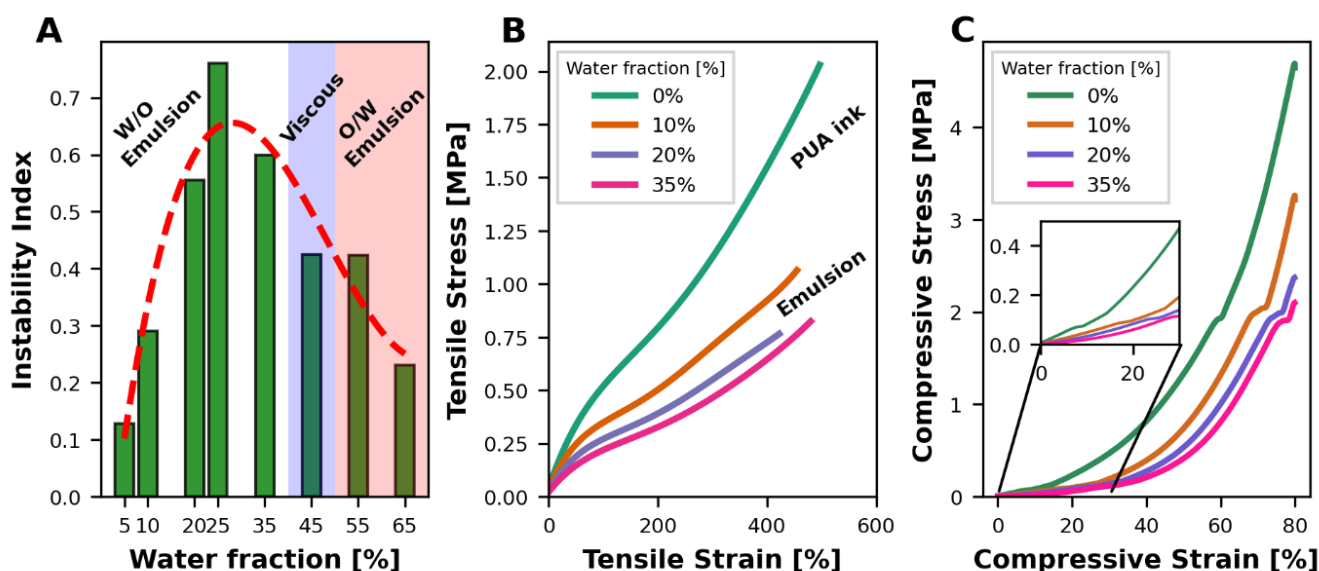 A
Instability Index
0.7
0.6
0.5
0.4
0.3
0.2
0.1
0.0
W/O
Emulsion
Viscous
O/W
Emulsion
5 10 20 25 35 45 55 65
Water fraction [%]
B
Tensile Stress [MPa]
2.00
1.75
1.50
1.25
1.00
0.75
0.50
0.25
0.00
Water fraction [%]
0%
10%
20%
35%
PUA ink
Emulsion
0 200 400 600
Tensile Strain [%]
C
Compressive Stress [MPa]
4
3
2
1
0
Water fraction [%]
0%
10%
20%
35%
0.4
0.2
0.0
0 20
0 20 40 60 80
Compressive Strain [%]